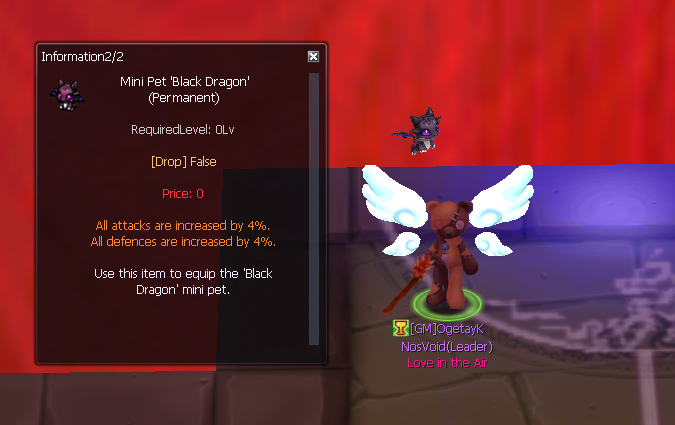 Information2/2
Mini Pet 'Black Dragon'
(Permanent)
RequiredLevel: 0Lv
[Drop] False
Price: 0
All attacks are increased by 4%.
All defences are increased by 4%.
Use this item to equip the 'Black
Dragon' mini pet.
[GM]OgetayK
NosVoid(Leader)
Love in the Air